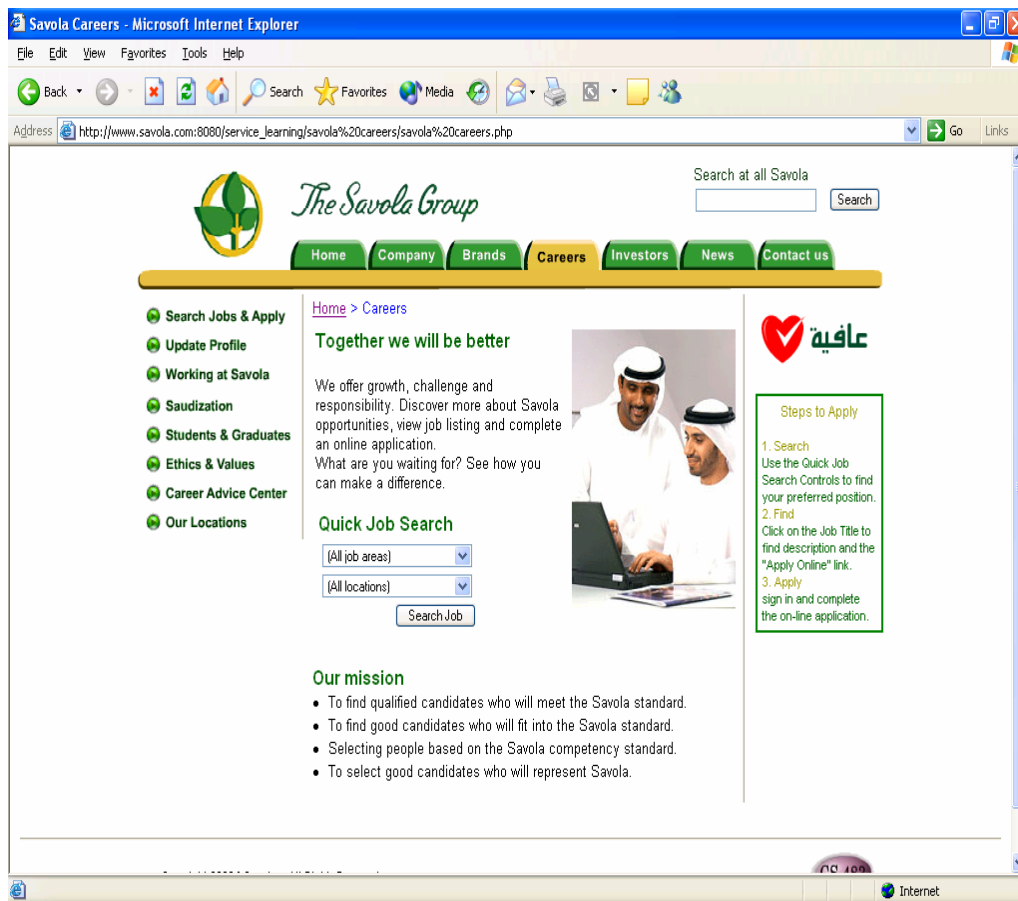 Savola Careers - Microsoft Internet Explorer
File Edit View Favorites Tools Help
Back Search Favorites Media
Address http://www.savola.com:8080/service_learning/savola%20careers/savola%20careers.php Go Links
The Savola Group
Search at all Savola
Search
Home Company Brands Careers Investors News Contact us
Search Jobs & Apply
Update Profile
Working at Savola
Saudization
Students & Graduates
Ethics & Values
Career Advice Center
Our Locations
Home > Careers
Together we will be better
We offer growth, challenge and
responsibility. Discover more about Savola
opportunities, view job listing and complete
an online application.
What are you waiting for? See how you
can make a difference.
Quick Job Search
(All job areas)
(All locations)
Search Job
Our mission
• To find qualified candidates who will meet the Savola standard.
• To find good candidates who will fit into the Savola standard.
• Selecting people based on the Savola competency standard.
• To select good candidates who will represent Savola.
عافية
Steps to Apply
1. Search
Use the Quick Job
Search Controls to find
your preferred position.
2. Find
Click on the Job Title to
find description and the
"Apply Online" link.
3. Apply
sign in and complete
the on-line application.
Internet